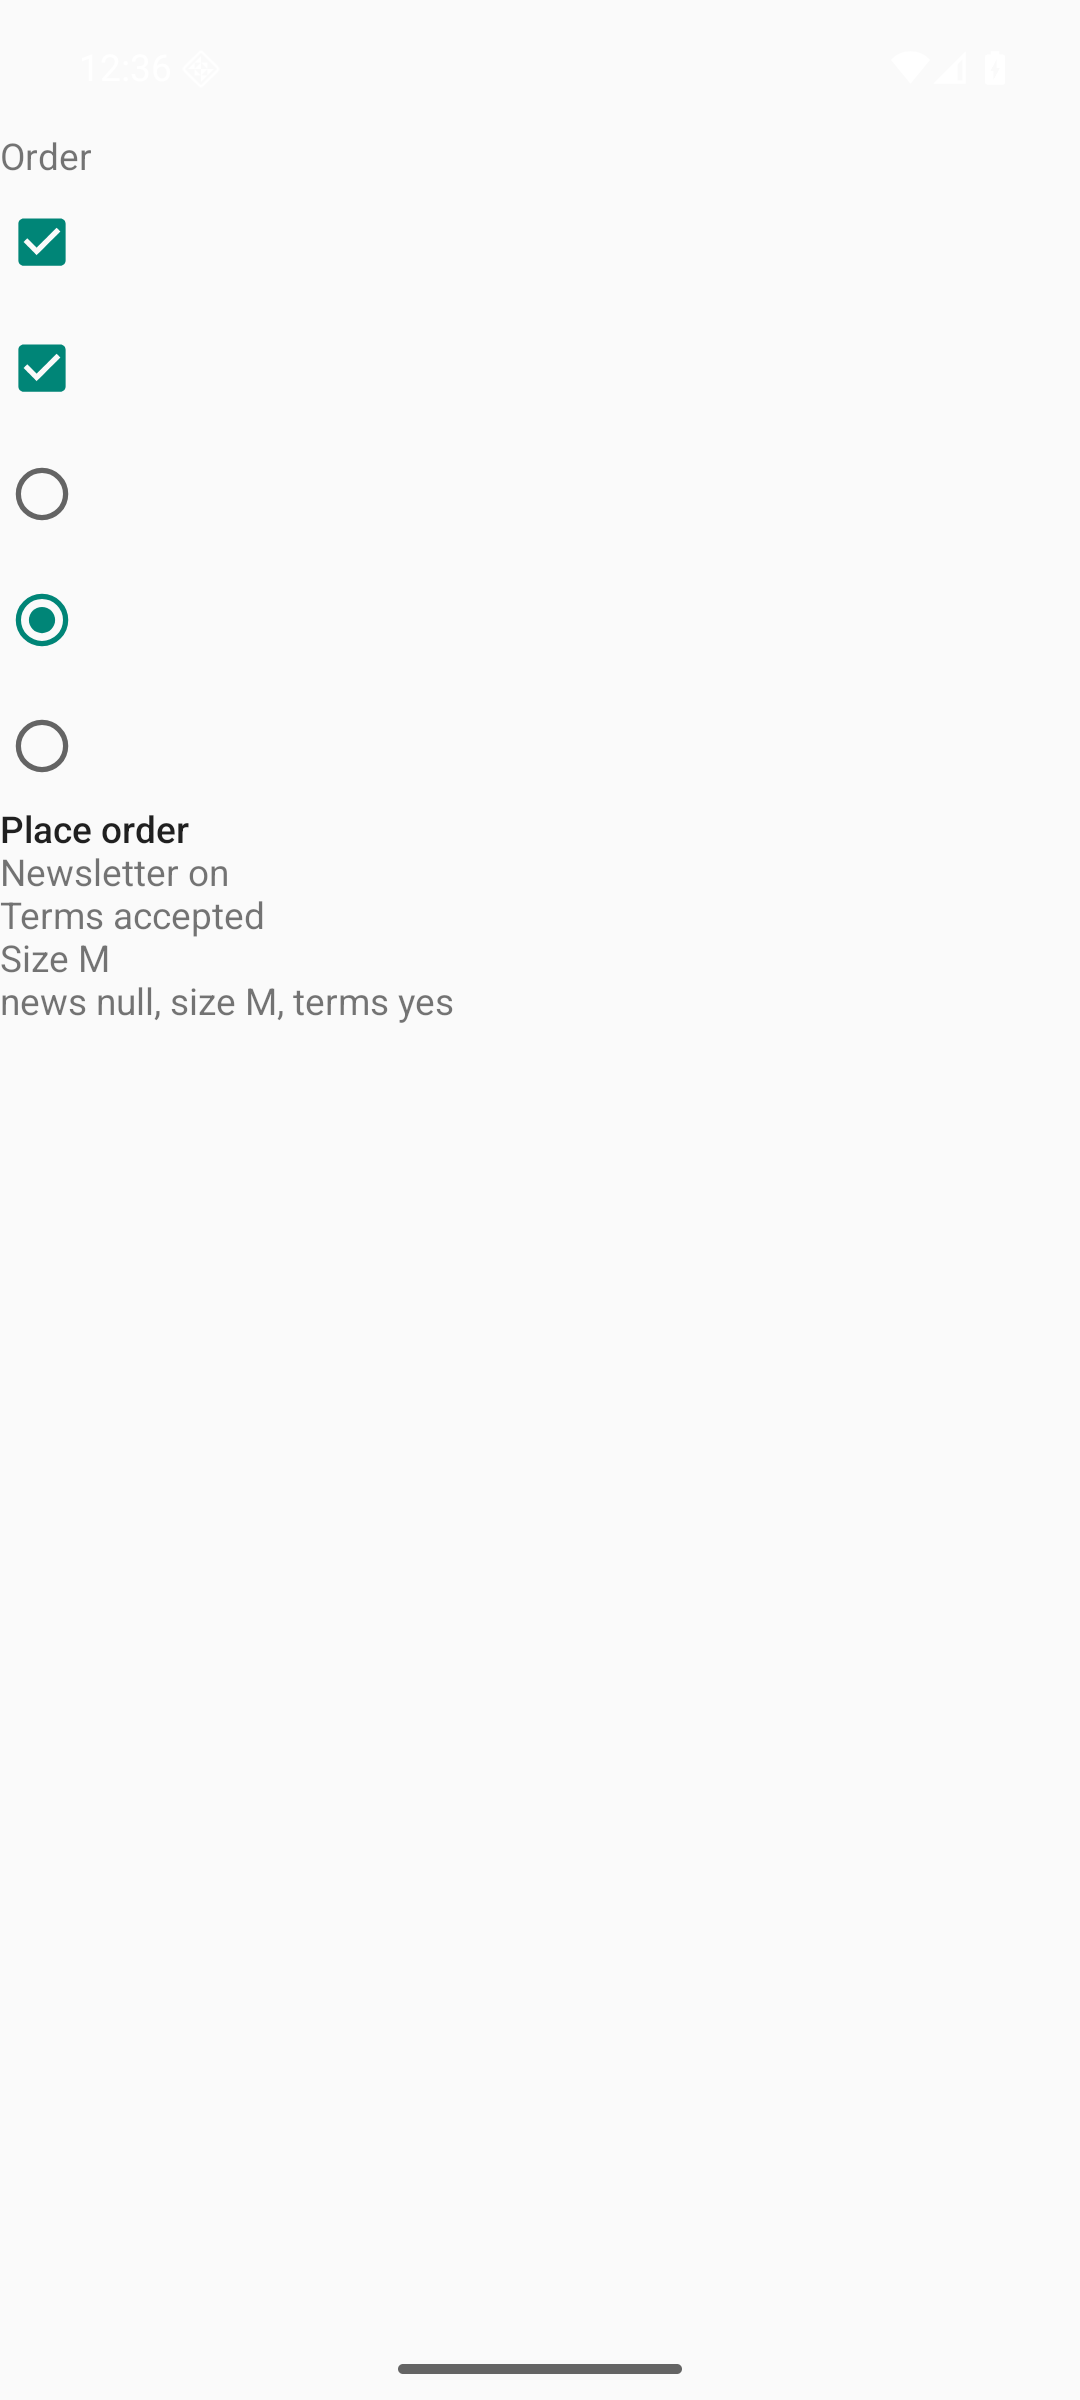 12:36
Order
Place order
Newsletter on
Terms accepted
Size M
news null, size M, terms yes